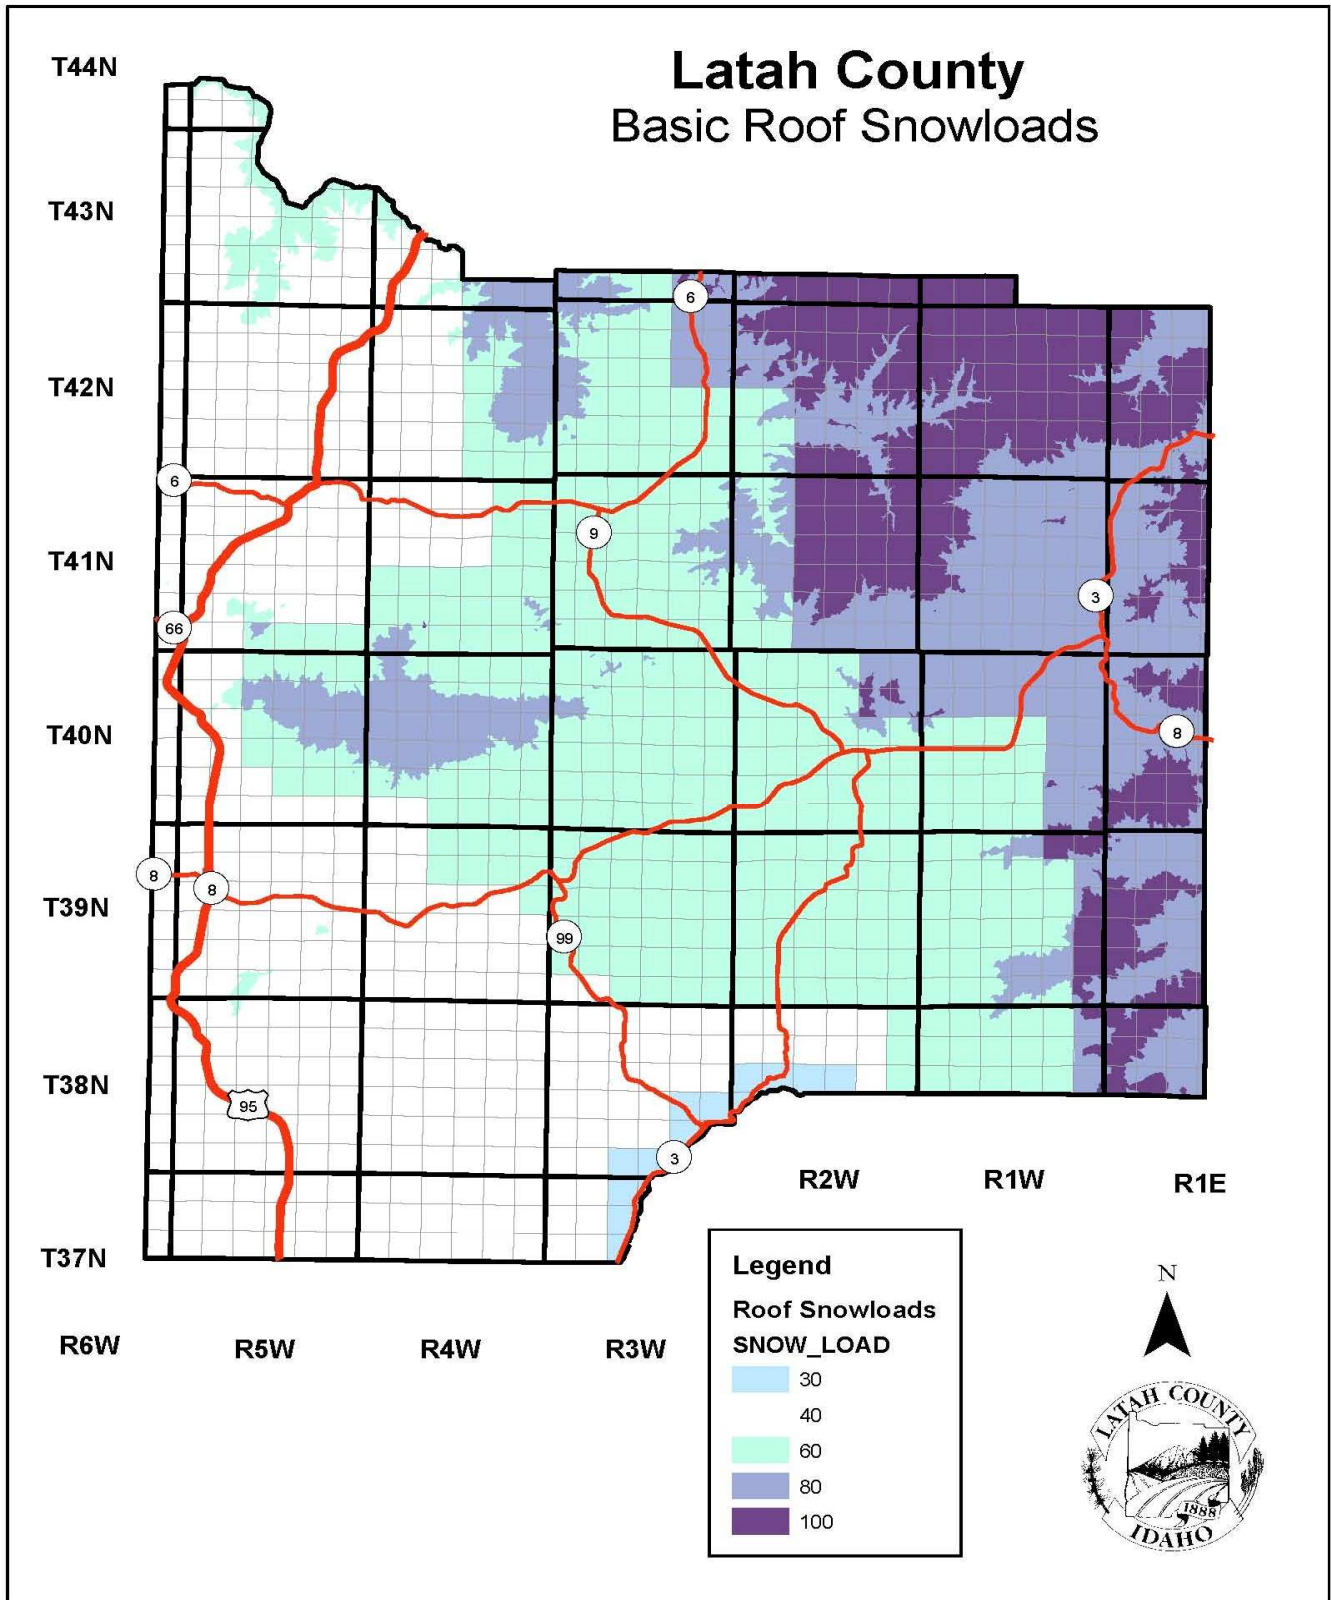 Latah County
Basic Roof Snowloads
T44N
T43N
T42N
T41N
T40N
T39N
T38N
T37N
6
6
9
3
66
8
8
8
99
95
3
R2W
R1W
R1E
R6W
R5W
R4W
R3W
Legend
Roof Snowloads
SNOW_LOAD
30
40
60
80
100
N
LATAH COUNTY
1888
IDAHO